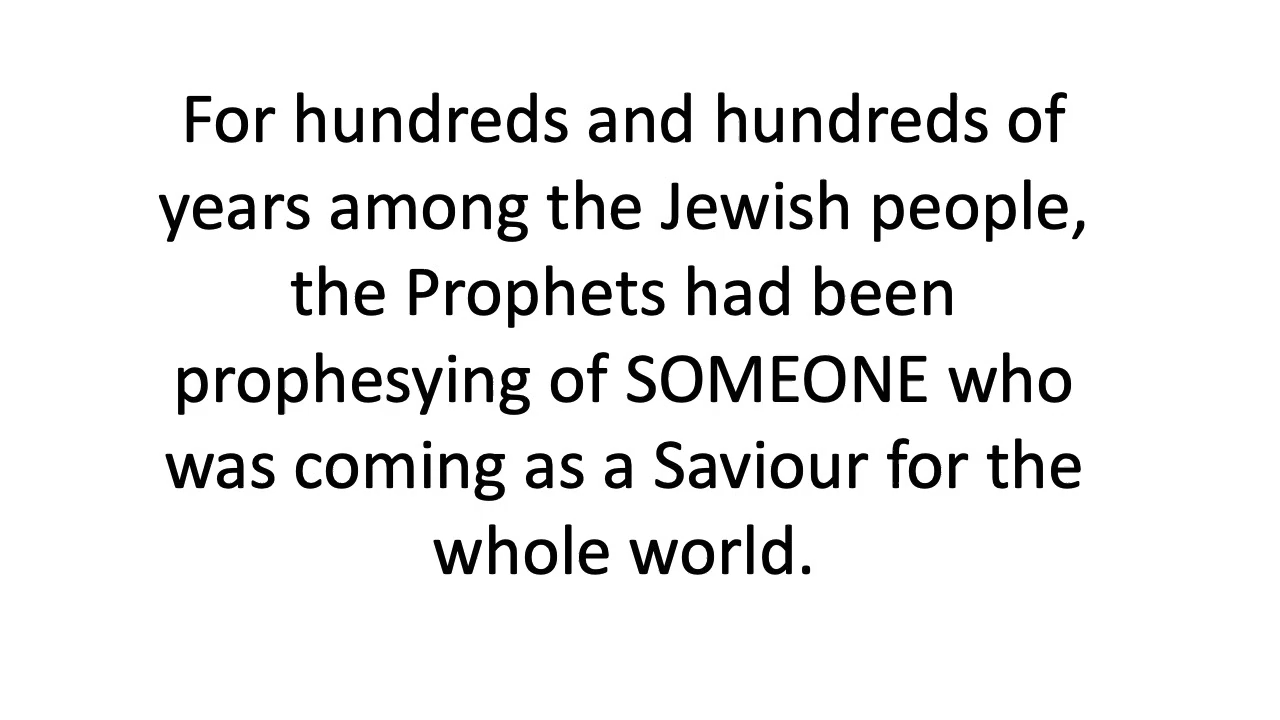 For hundreds and hundreds of
years among the Jewish people,
the Prophets had been
prophesying of SOMEONE who
was coming as a Saviour for the
whole world.